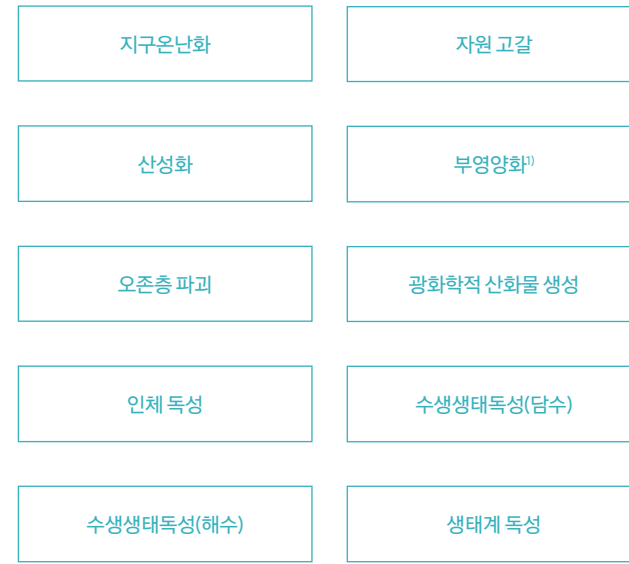 지구온난화
자원 고갈
산성화
부영양화1)
오존층 파괴
광화학적 산화물 생성
인체 독성
수생생태독성(담수)
수생생태독성(해수)
생태계 독성